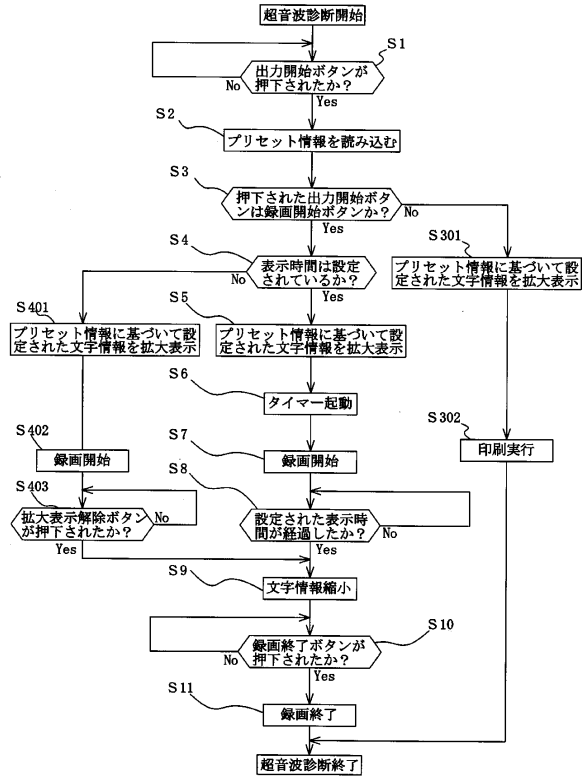 超音波診断開始
S1
出力開始ボタンが
押下されたか？
No
Yes
S2
プリセット情報を読み込む
S3
押下された出力開始ボタ
ンは録画開始ボタンか？
No
Yes
S4
表示時間は設定
されているか？
No
Yes
S301
プリセット情報に基づいて設
定された文字情報を拡大表示
S401
プリセット情報に基づいて設
定された文字情報を拡大表示
S5
プリセット情報に基づいて設
定された文字情報を拡大表示
S6
タイマー起動
S302
印刷実行
S402
録画開始
S7
録画開始
S403
拡大表示解除ボタン
が押下されたか？
No
Yes
S8
設定された表示時
間が経過したか？
No
Yes
S9
文字情報縮小
S10
録画終了ボタンが
押下されたか？
No
Yes
S11
録画終了
超音波診断終了